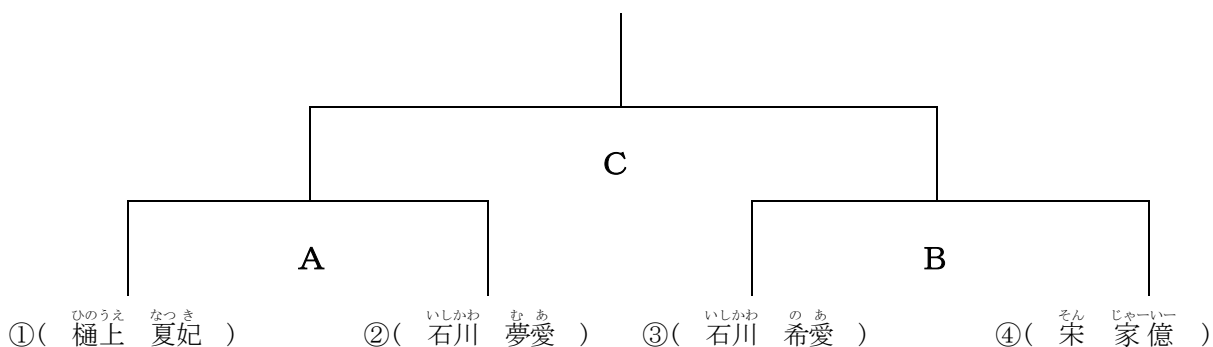 C
A
B
ひのうえ なつき いしかわ むあ いしかわ のあ そん じゃーいー
①( 樋上 夏妃 ) ②( 石川 夢愛 ) ③( 石川 希愛 ) ④( 宋 家億 )